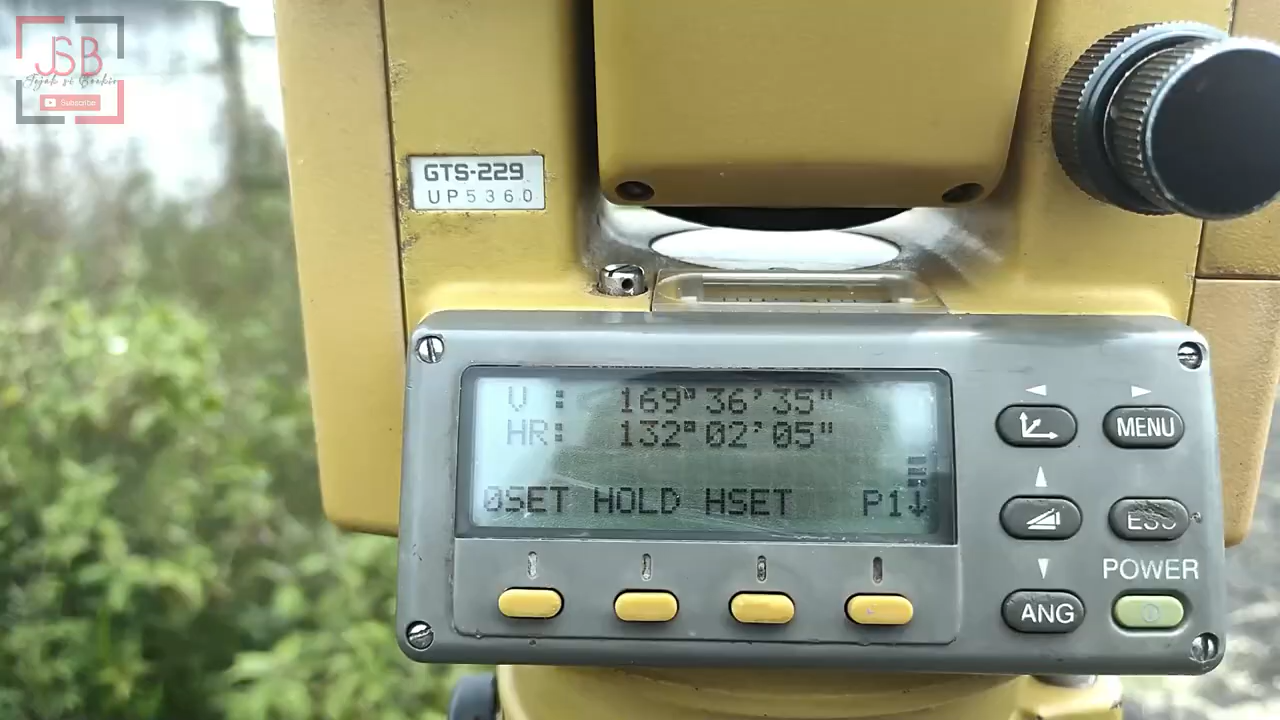 JSB
Subscribe
GTS-229
UP5360
V : 169°36'35"
HR: 132°02'05"
0SET HOLD HSET P1↓
MENU
ESC
POWER
ANG